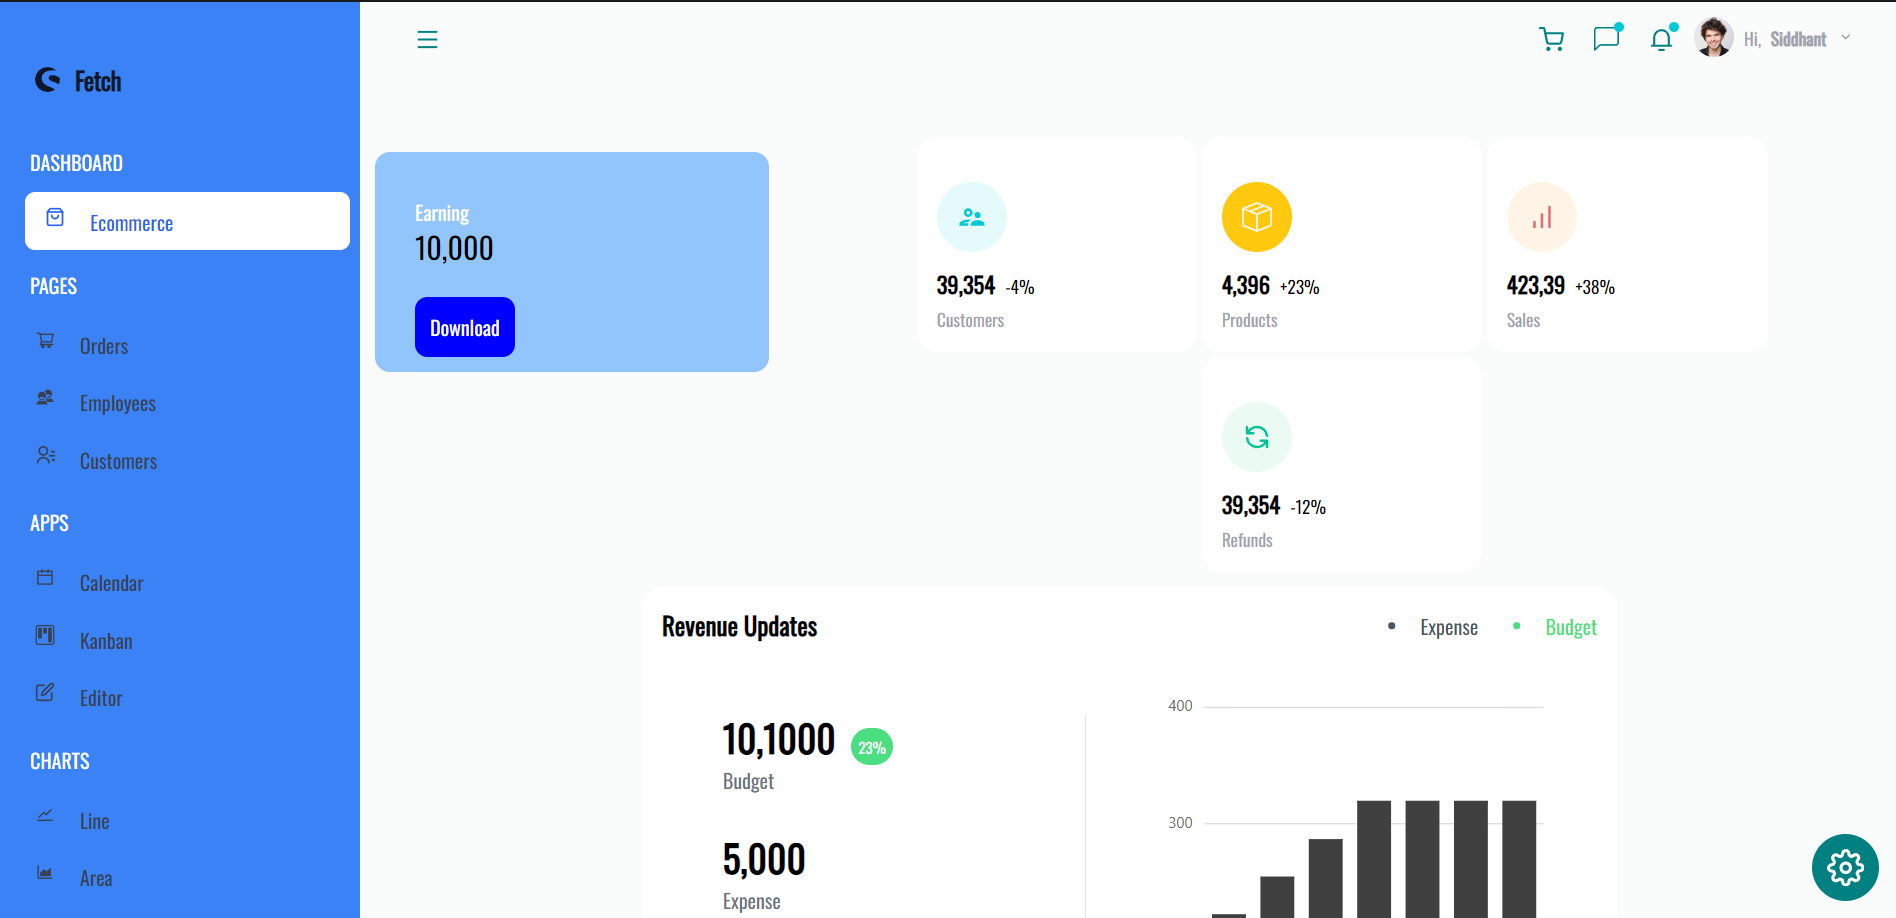 Fetch
DASHBOARD
Ecommerce
PAGES
Orders
Employees
Customers
APPS
Calendar
Kanban
Editor
CHARTS
Line
Area
Hi, Siddhant
Earning
10,000
Download
39,354 -4%
Customers
4,396 +23%
Products
423,39 +38%
Sales
39,354 -12%
Refunds
Revenue Updates
Expense
Budget
10,1000 23%
Budget
5,000
Expense
400
300